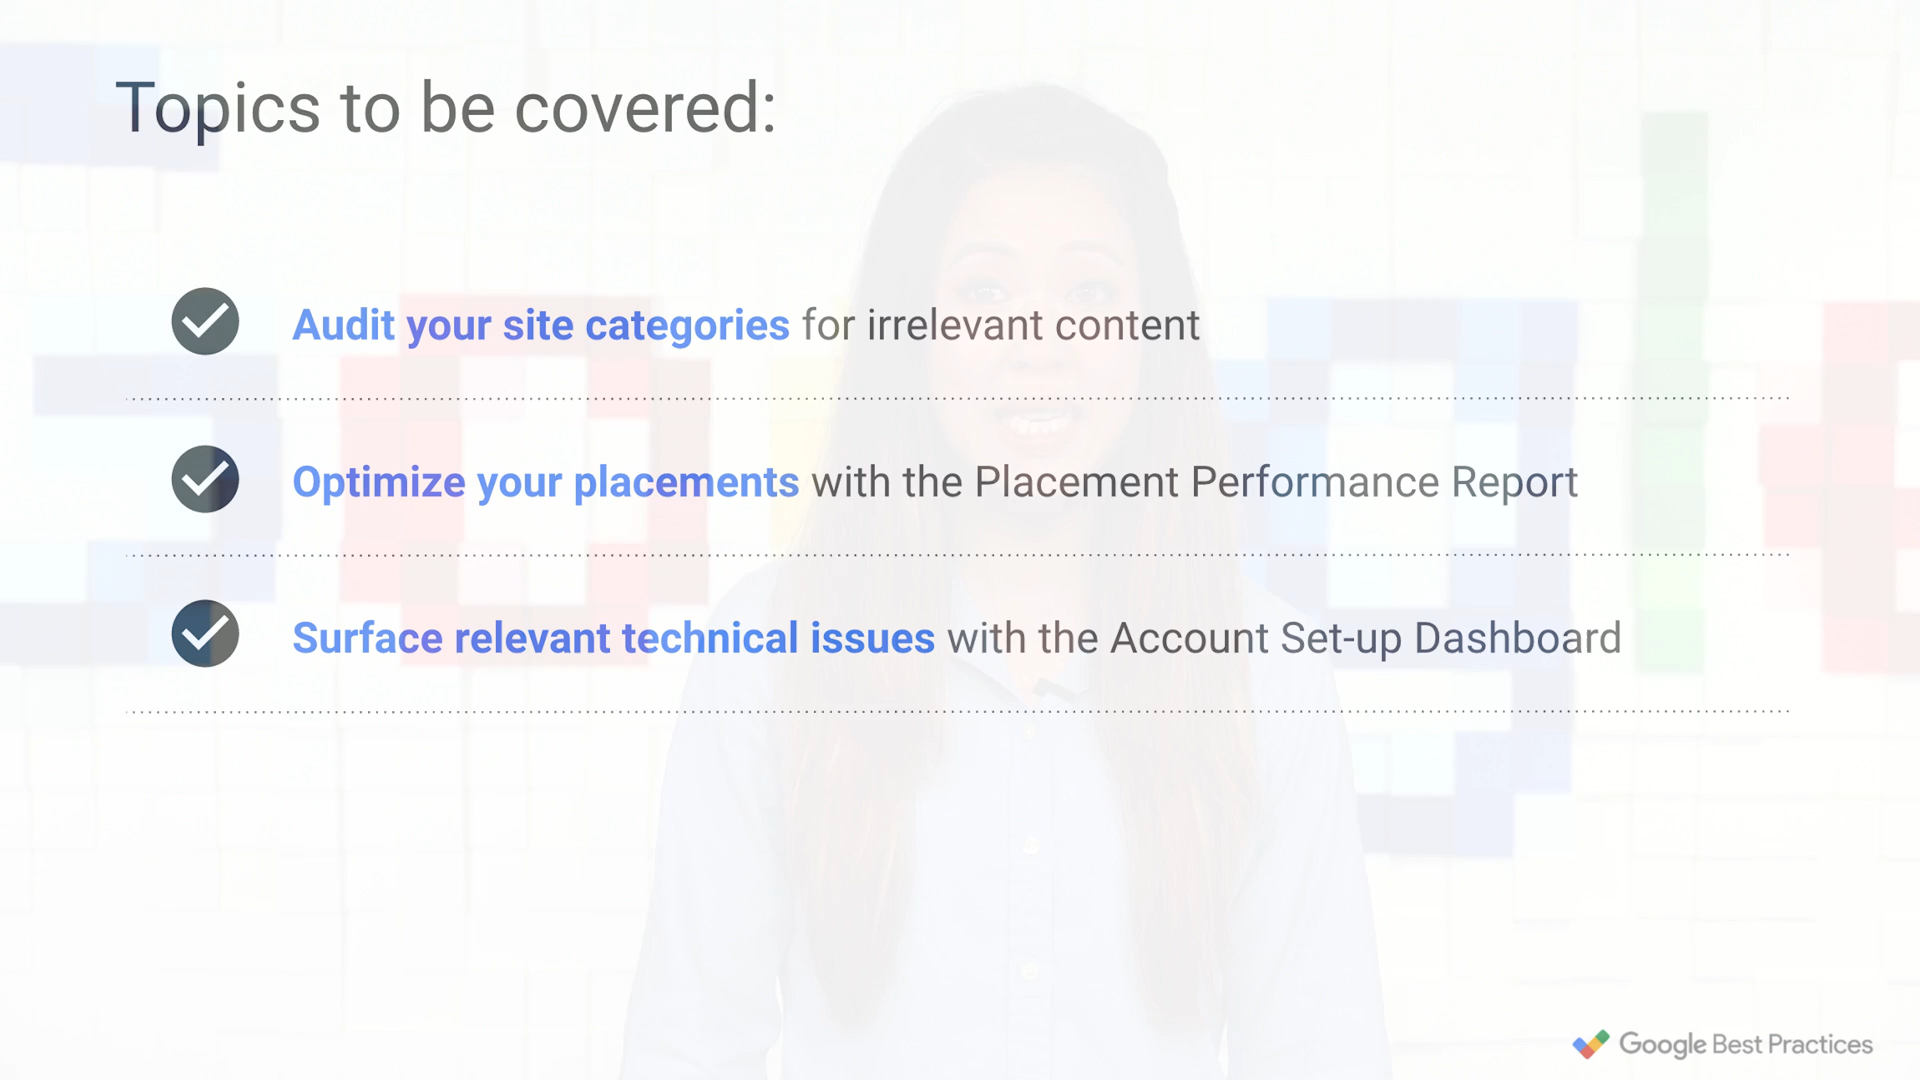 Topics to be covered:
Audit your site categories for irrelevant content
Optimize your placements with the Placement Performance Report
Surface relevant technical issues with the Account Set-up Dashboard
Google Best Practices